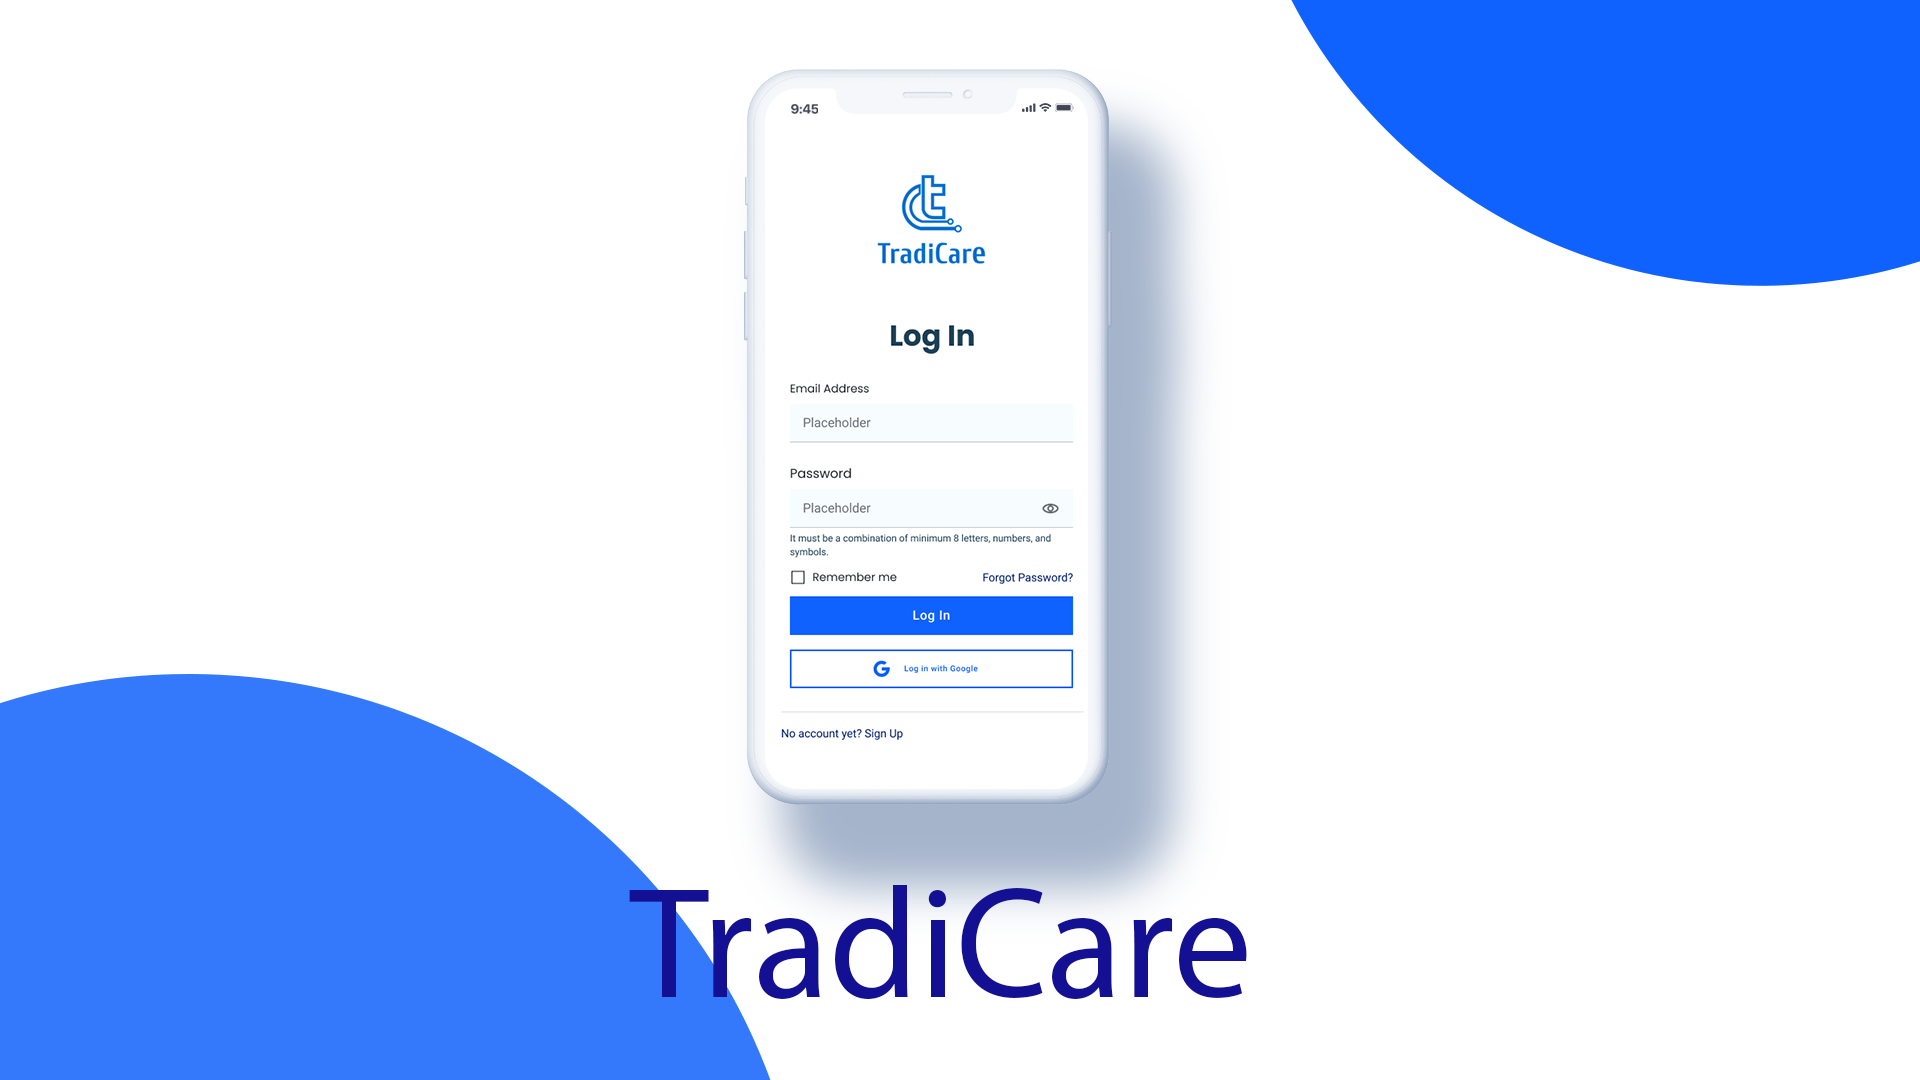 9:45
TradiCare
Log In
Email Address
Placeholder
Password
Placeholder
It must be a combination of minimum 8 letters, numbers, and
symbols.
Remember me
Forgot Password?
Log In
Log in with Google
No account yet? Sign Up
TradiCare